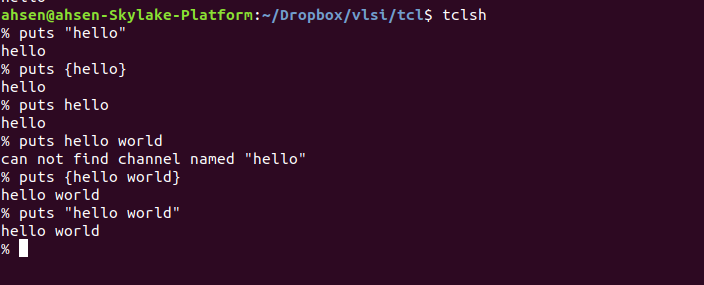 hello
ahsen@ahsen-Skylake-Platform:~/Dropbox/vlsi/tcl$ tclsh
% puts "hello"
hello
% puts {hello}
hello
% puts hello
hello
% puts hello world
can not find channel named "hello"
% puts {hello world}
hello world
% puts "hello world"
hello world
%